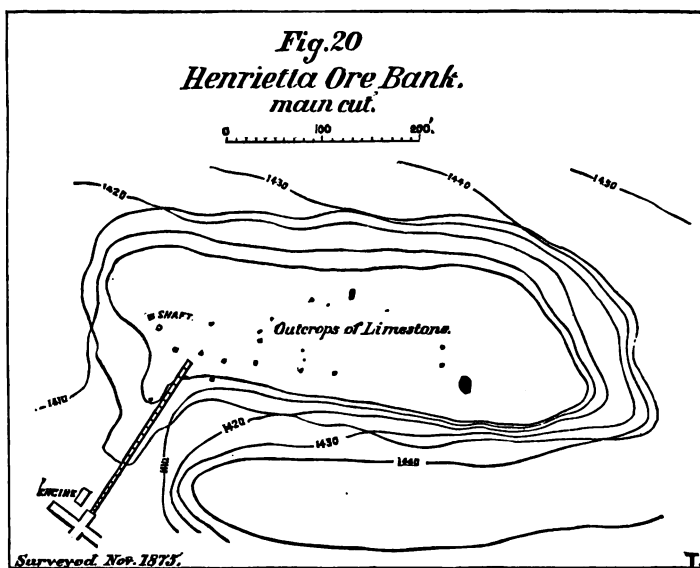 Fig.20
Henrietta Ore Bank.
main cut.
0 100 200'.
1420
1430
1440
1430
SHAFT.
Outcrops of Limestone.
1410
1420
1430
1440
1410
ENGINE
Surveyed. Nov. 1875.